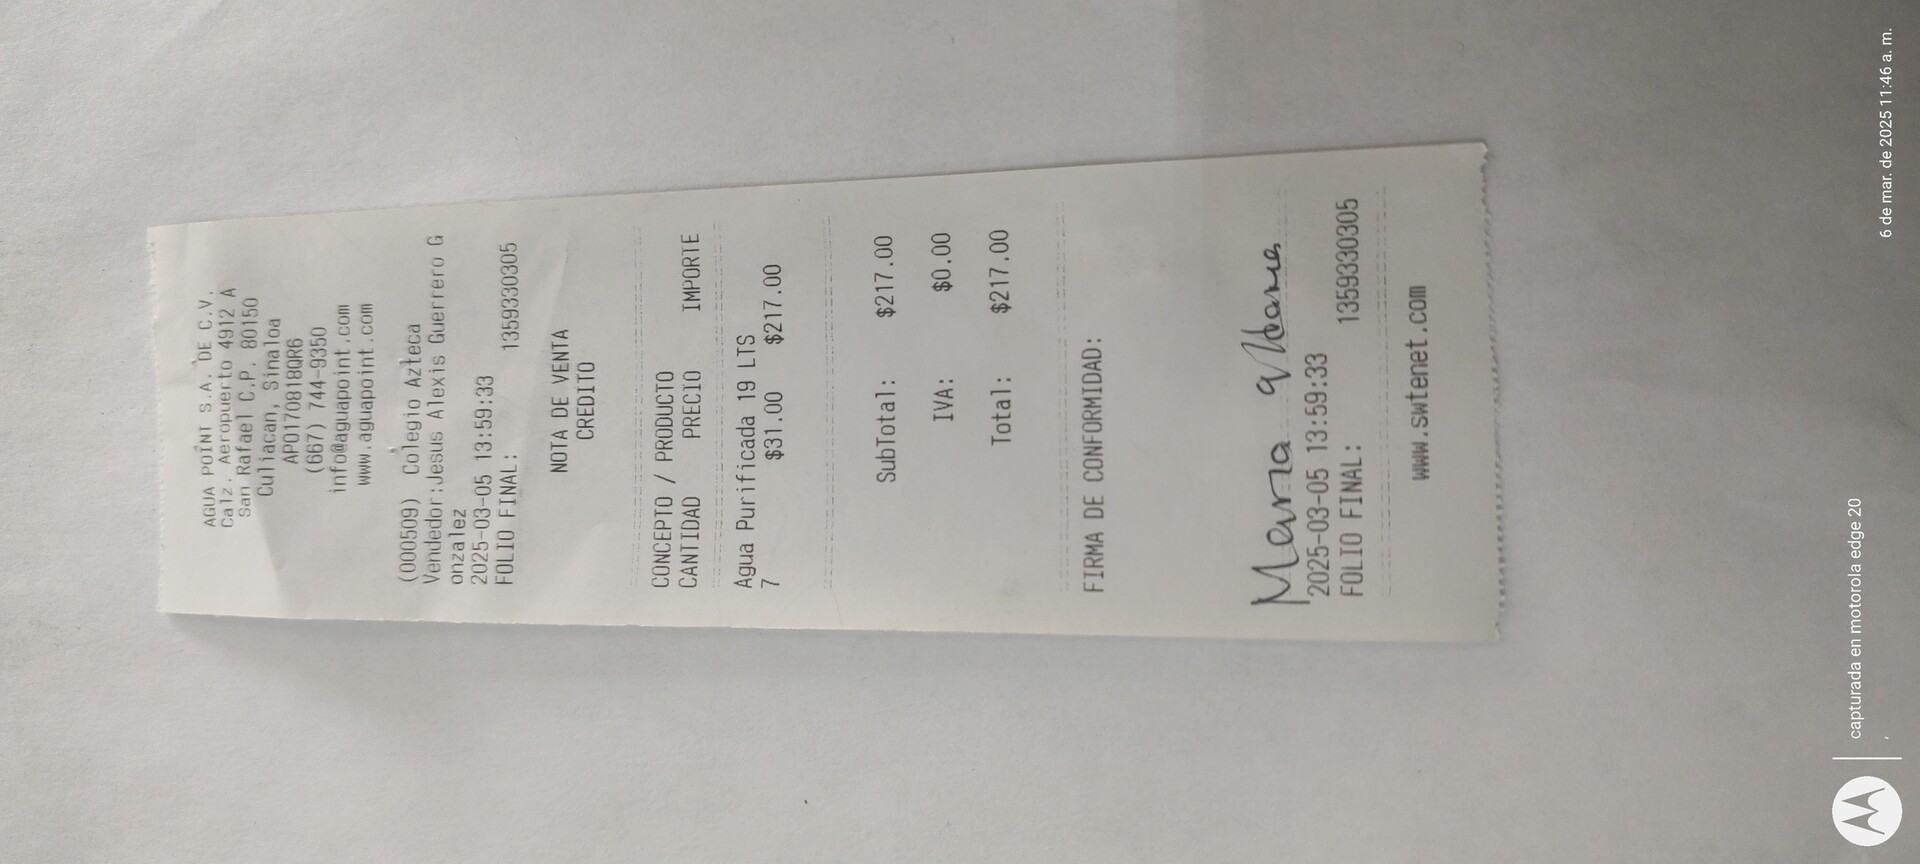 AGUA POINT S.A. DE C.V.
Calz. Aeropuerto 4912 A
San Rafael C.P. 80150
Culiacan, Sinaloa
APO170818QR6
(667) 744-9350
info@aguapoint.com
www.aguapoint.com
(000509) Colegio Azteca
Vendedor:Jesus Alexis Guerrero G
onzalez
2025-03-05 13:59:33
FOLIO FINAL: 1359330305
NOTA DE VENTA
CREDITO
CONCEPTO / PRODUCTO
CANTIDAD PRECIO IMPORTE
Agua Purificada 19 LTS
7 $31.00 $217.00
SubTotal: $217.00
IVA: $0.00
Total: $217.00
FIRMA DE CONFORMIDAD:
Maria
2025-03-05 13:59:33
FOLIO FINAL: 1359330305
www.swtenet.com
capturada en motorola edge 20
6 de mar. de 2025 11:46 a. m.